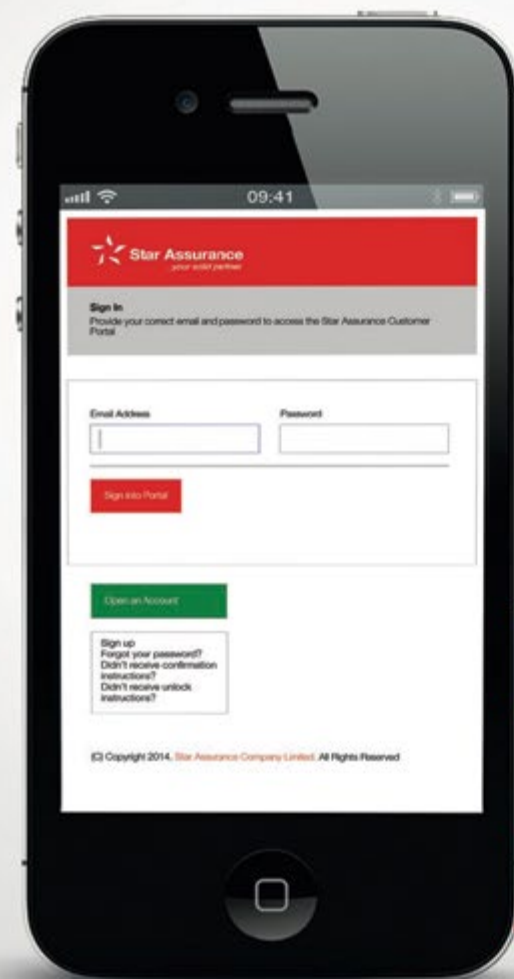 09:41
Star Assurance
your solid partner
Sign In
Provide your correct email and password to access the Star Assurance Customer
Portal
Email Address
Password
Sign into Portal
Open an Account
Sign up
Forgot your password?
Didn't receive confirmation
instructions?
Didn't receive unlock
instructions?
(C) Copyright 2014, Star Assurance Company Limited. All Rights Reserved